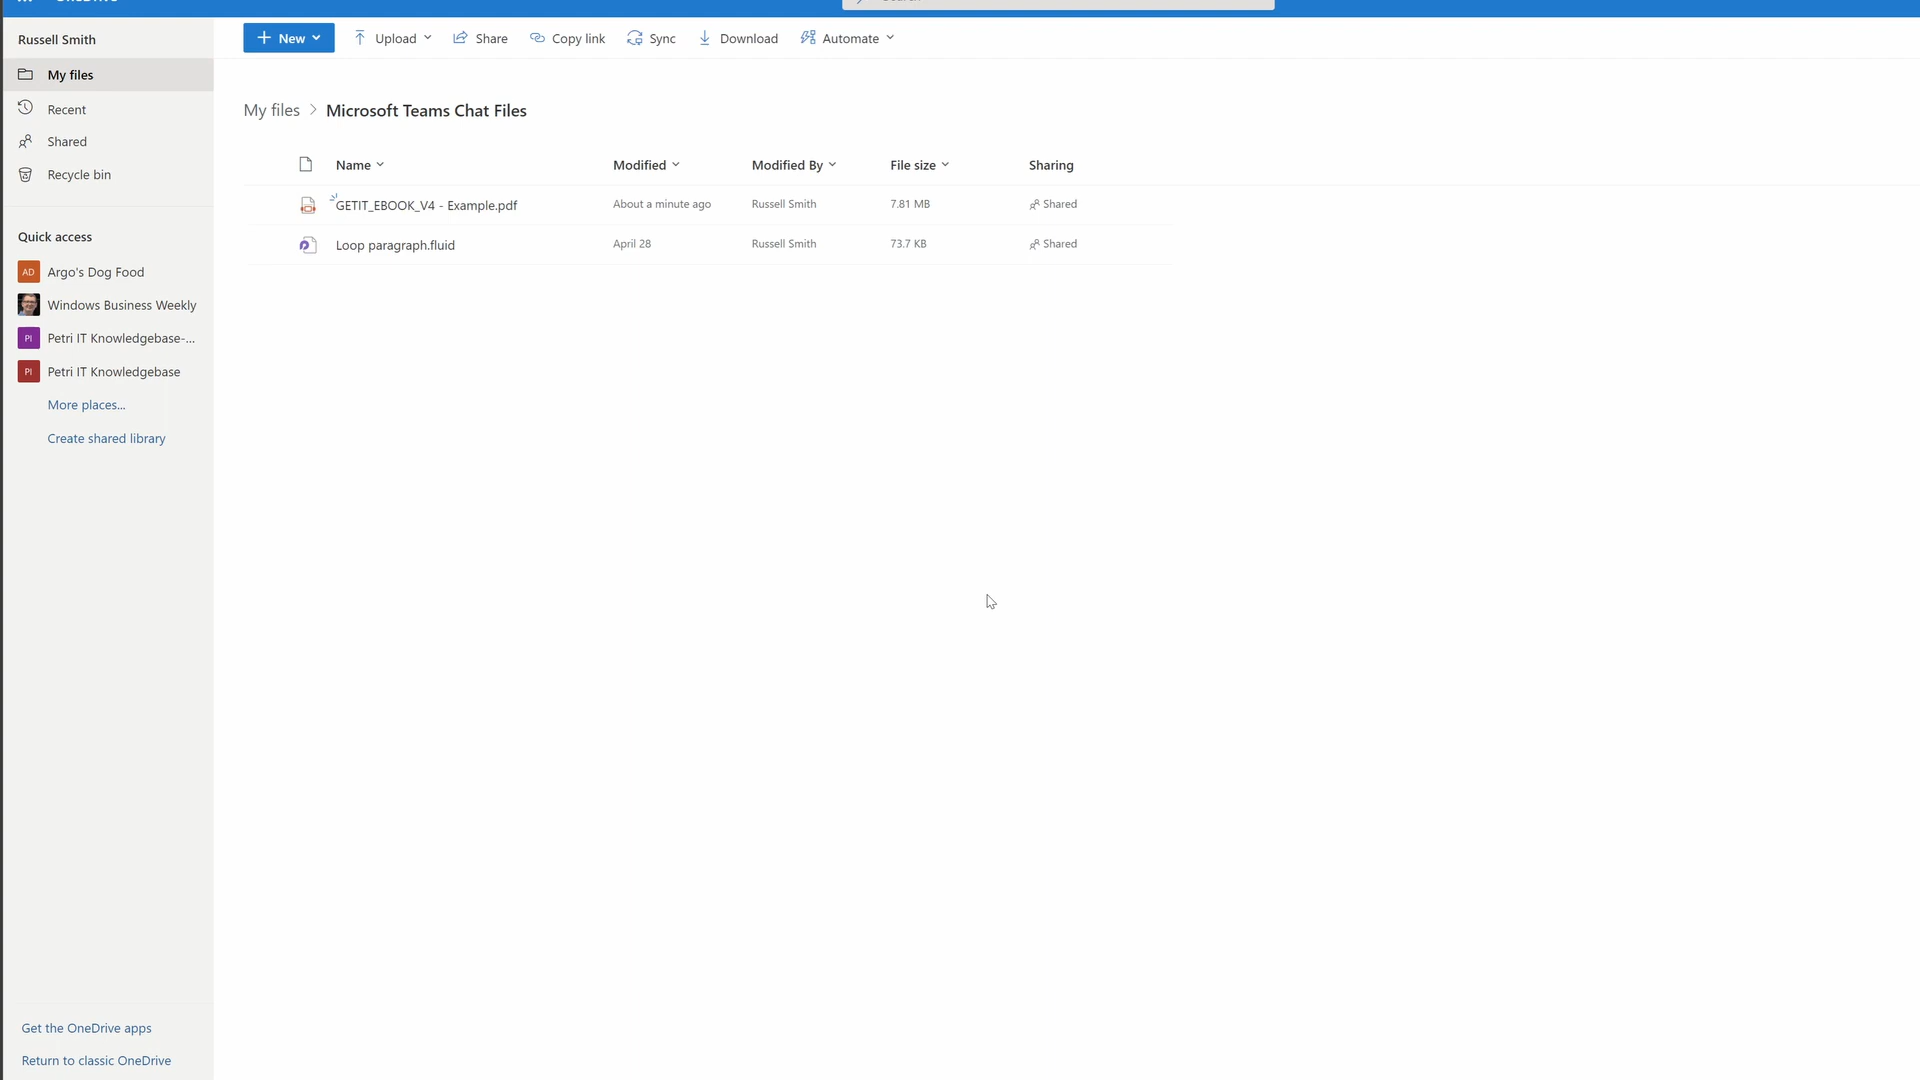 Russell Smith
New
Upload
Share
Copy link
Sync
Download
Automate
My files
Recent
Shared
Recycle bin
Quick access
AD Argo's Dog Food
Windows Business Weekly
PI Petri IT Knowledgebase-...
PI Petri IT Knowledgebase
More places...
Create shared library
Get the OneDrive apps
Return to classic OneDrive
My files > Microsoft Teams Chat Files
Name Modified Modified By File size Sharing
GETIT_EBOOK_V4 - Example.pdf About a minute ago Russell Smith 7.81 MB Shared
Loop paragraph.fluid April 28 Russell Smith 73.7 KB Shared